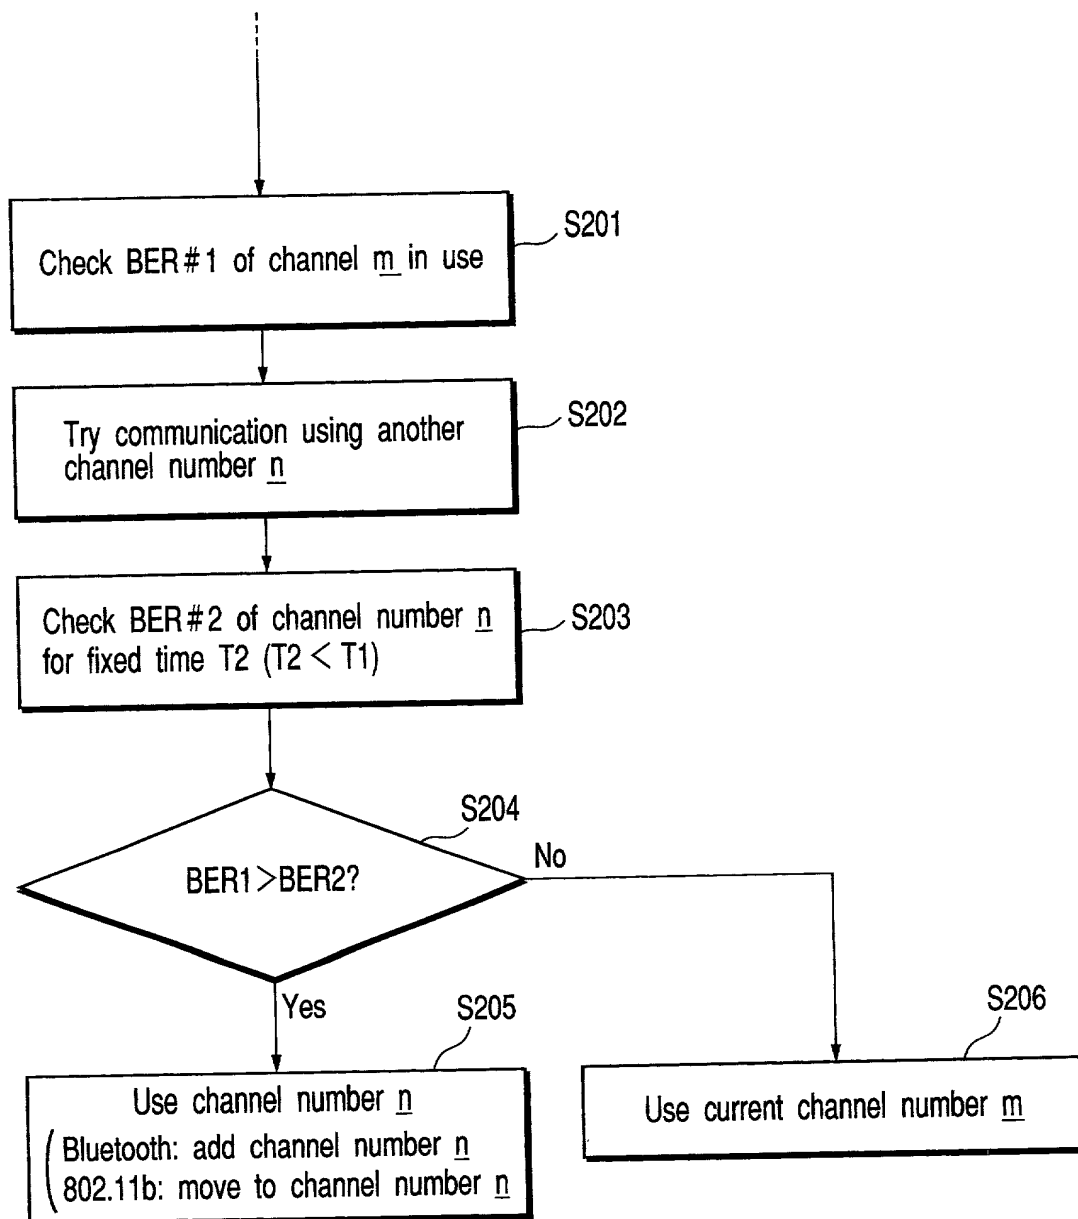 Check BER#1 of channel m in use
S201
Try communication using another
channel number n
S202
Check BER#2 of channel number n
for fixed time T2 (T2 < T1)
S203
BER1>BER2?
S204
No
Yes
S205
Use channel number n
(Bluetooth: add channel number n
802.11b: move to channel number n
S206
Use current channel number m